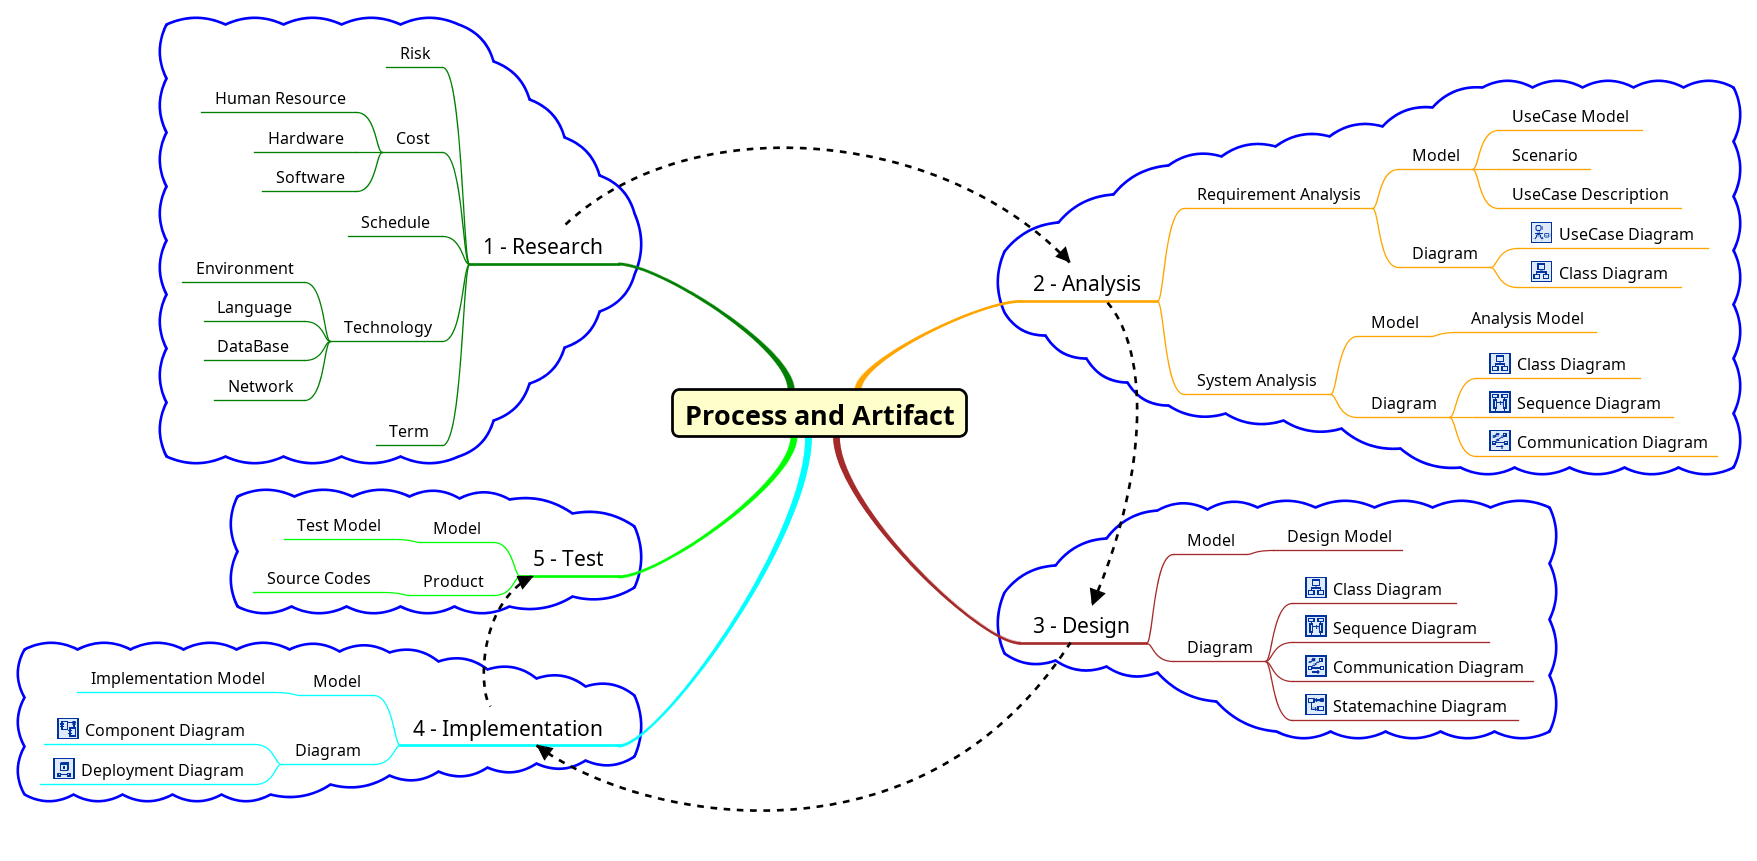 Process and Artifact
1 - Research
Risk
Cost
Human Resource
Hardware
Software
Schedule
Technology
Environment
Language
DataBase
Network
Term
2 - Analysis
Requirement Analysis
Model
UseCase Model
Scenario
UseCase Description
Diagram
UseCase Diagram
Class Diagram
System Analysis
Model
Analysis Model
Diagram
Class Diagram
Sequence Diagram
Communication Diagram
3 - Design
Model
Design Model
Diagram
Class Diagram
Sequence Diagram
Communication Diagram
Statemachine Diagram
4 - Implementation
Model
Implementation Model
Diagram
Component Diagram
Deployment Diagram
5 - Test
Model
Test Model
Product
Source Codes